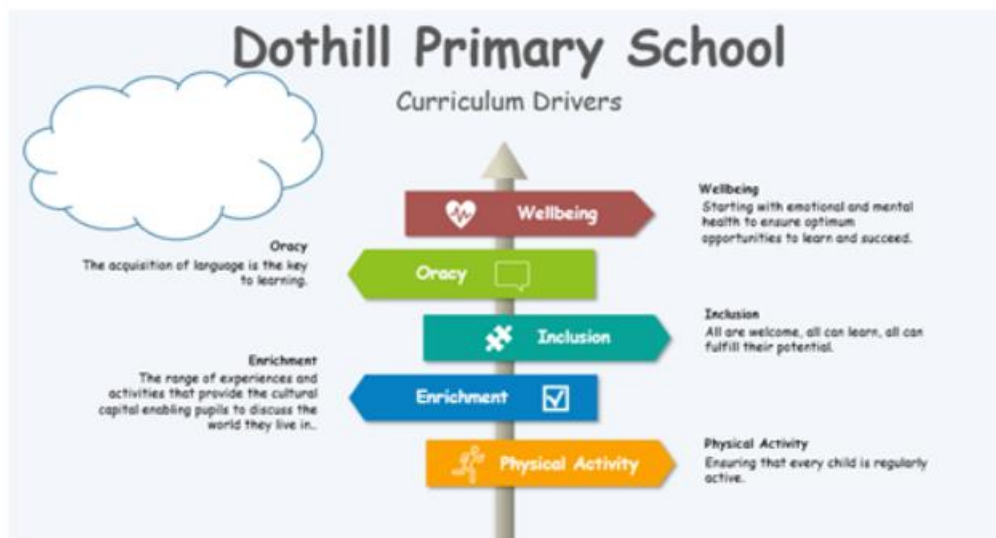 Dothill Primary School
Curriculum Drivers
Wellbeing
Wellbeing
Starting with emotional and mental
health to ensure optimum
opportunities to learn and succeed.
Oracy
The acquisition of language is the key
to learning.
Oracy
Inclusion
Inclusion
All are welcome, all can learn, all can
fulfill their potential.
Enrichment
The range of experiences and
activities that provide the cultural
capital enabling pupils to discuss the
world they live in..
Enrichment
Physical Activity
Physical Activity
Ensuring that every child is regularly
active.